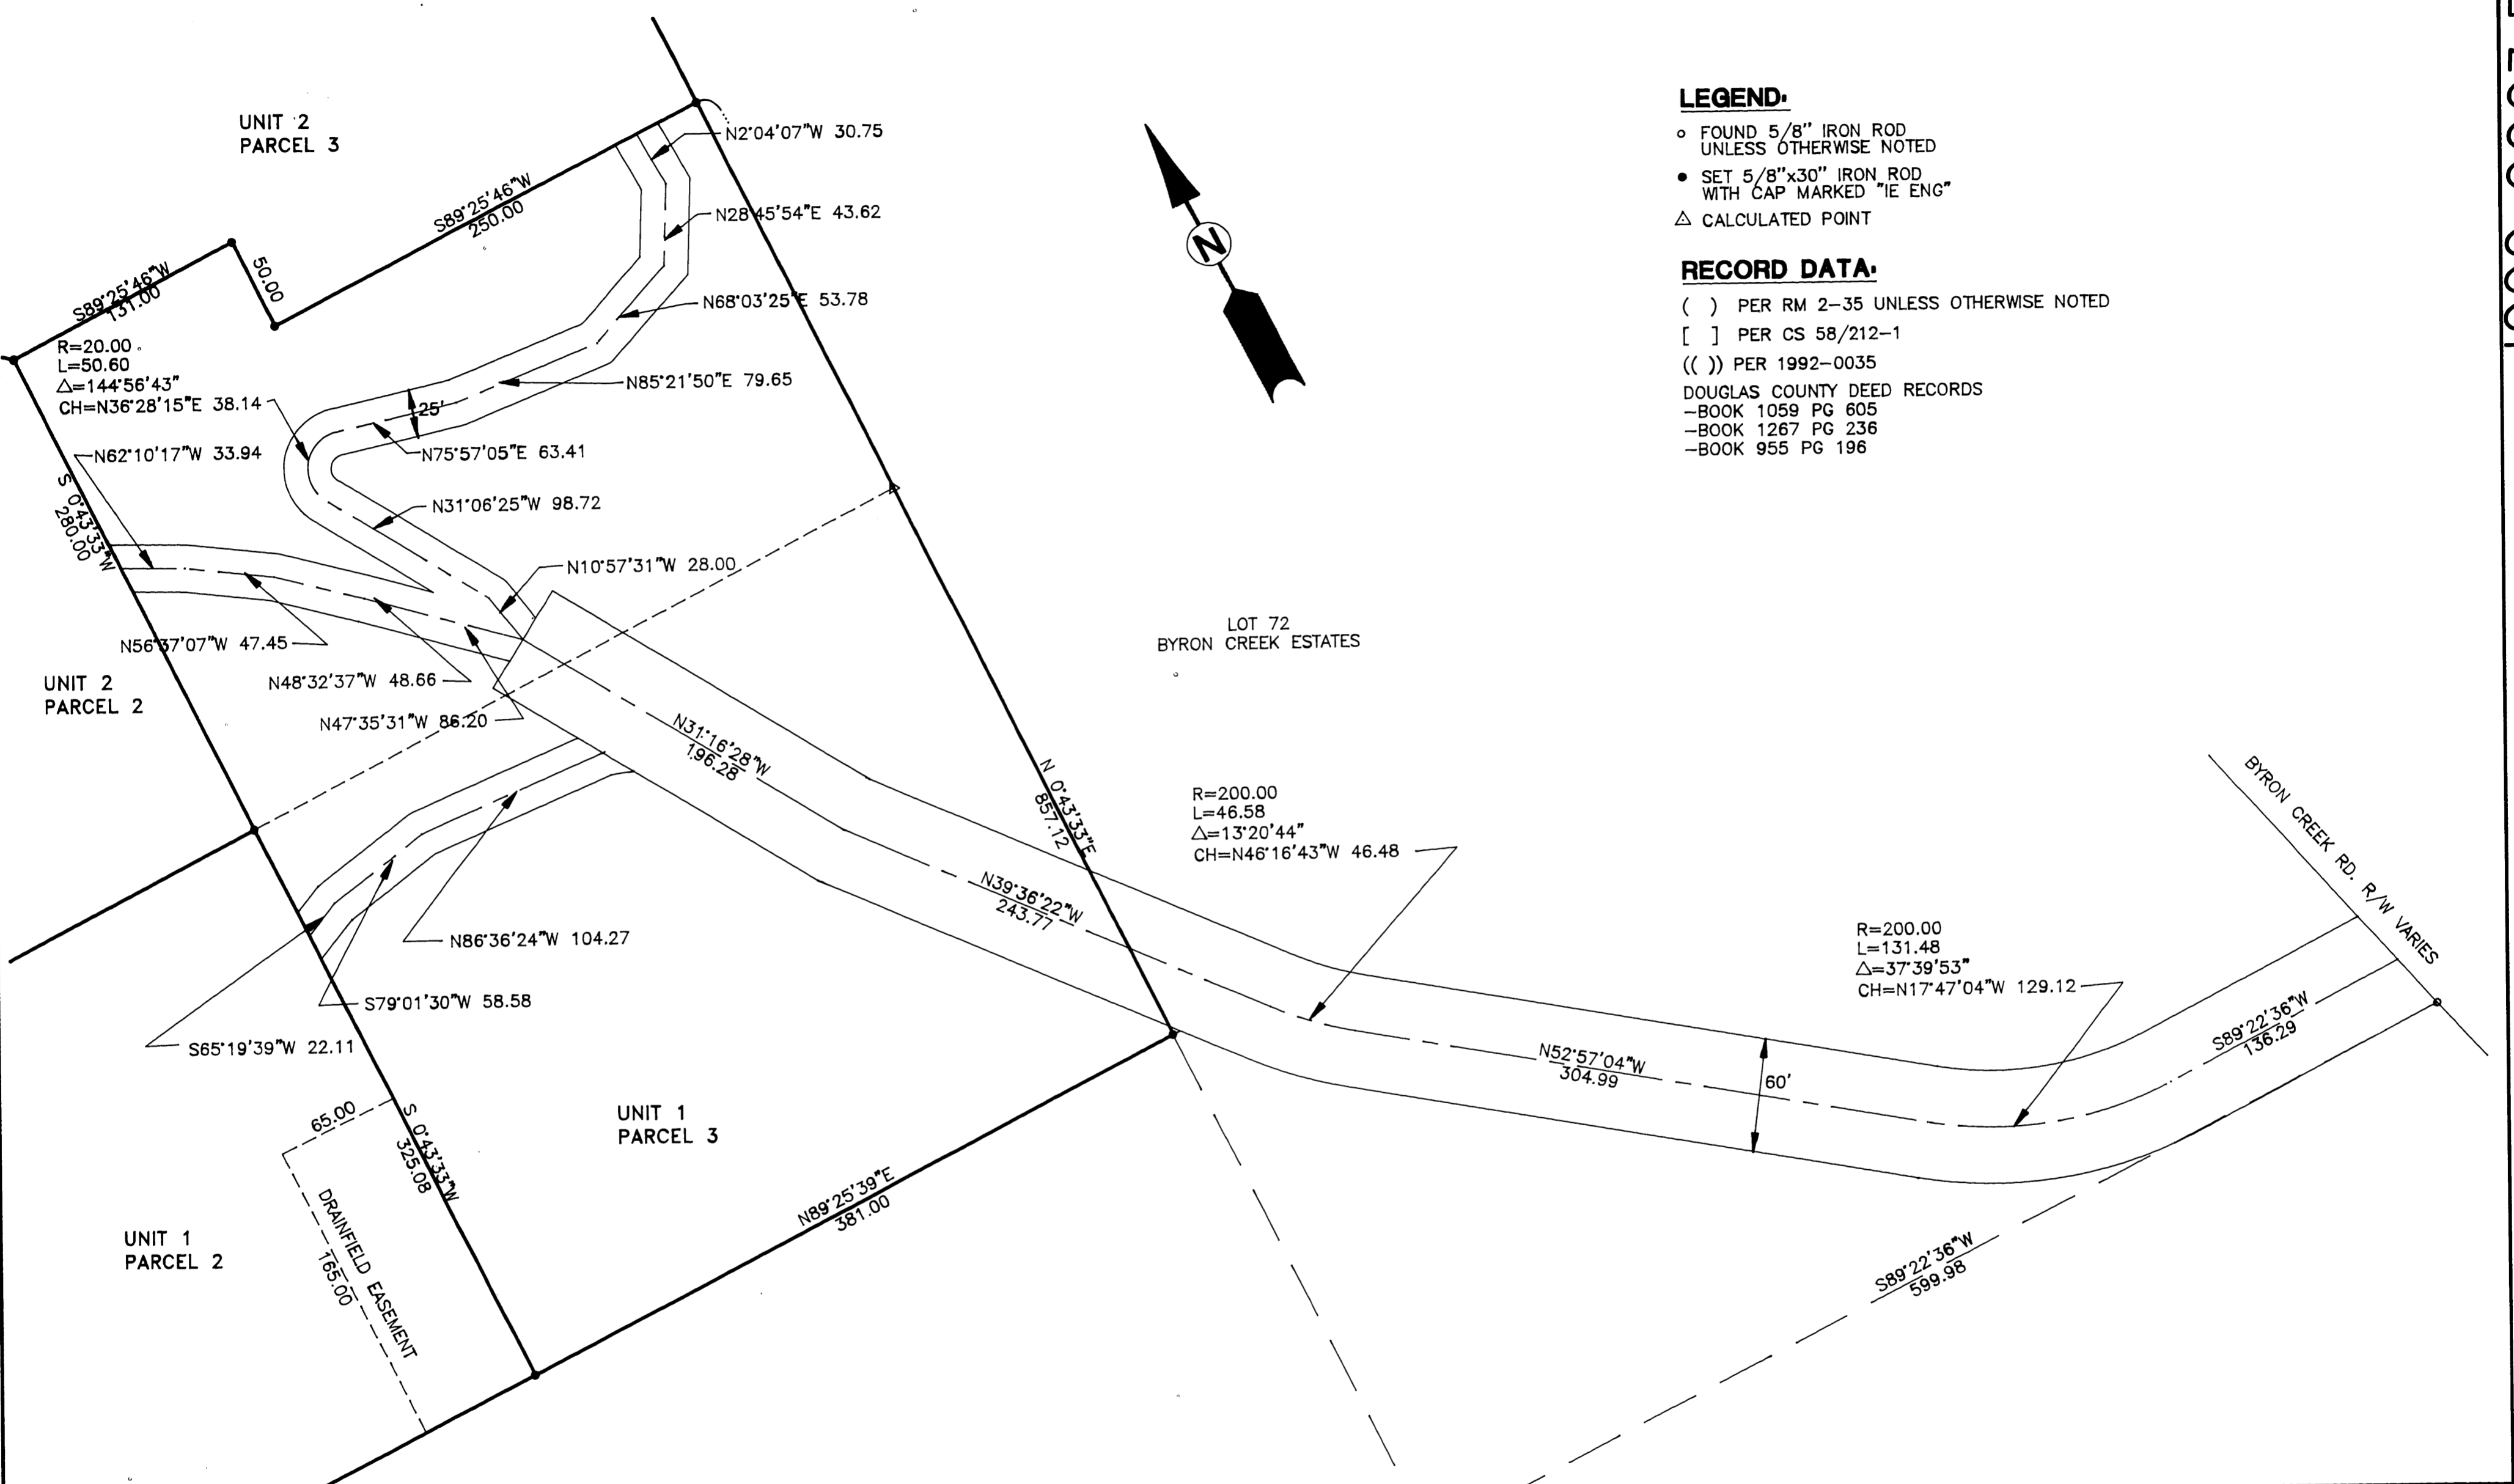 UNIT 2
PARCEL 3
S89°25'46"W
250.00
N2°04'07"W 30.75
N28°45'54"E 43.62
N68°03'25"E 53.78
N85°21'50"E 79.65
25'
N75°57'05"E 63.41
N31°06'25"W 98.72
N10°57'31"W 28.00
50.00
S89°25'46"W
131.00
R=20.00
L=50.60
Δ=144°56'43"
CH=N36°28'15"E 38.14
N62°10'17"W 33.94
S 0°43'33"W
280.00
N56°37'07"W 47.45
N48°32'37"W 48.66
N47°35'31"W 86.20
UNIT 2
PARCEL 2
N31°16'28"W
196.28
N86°36'24"W 104.27
S79°01'30"W 58.58
S65°19'39"W 22.11
65.00
S 0°43'33"W
325.08
DRAINFIELD EASEMENT
165.00
UNIT 1
PARCEL 2
UNIT 1
PARCEL 3
N89°25'39"E
381.00
N 0°43'33"E
857.12
N39°36'22"W
243.77
N
LOT 72
BYRON CREEK ESTATES
R=200.00
L=46.58
Δ=13°20'44"
CH=N46°16'43"W 46.48
N52°57'04"W
304.99
60'
R=200.00
L=131.48
Δ=37°39'53"
CH=N17°47'04"W 129.12
S89°22'36"W
136.29
BYRON CREEK RD. R/W VARIES
S89°22'36"W
599.98
LEGEND:
○ FOUND 5/8" IRON ROD
UNLESS OTHERWISE NOTED
● SET 5/8"x30" IRON ROD
WITH CAP MARKED "IE ENG"
△ CALCULATED POINT
RECORD DATA:
( ) PER RM 2-35 UNLESS OTHERWISE NOTED
[ ] PER CS 58/212-1
(( )) PER 1992-0035
DOUGLAS COUNTY DEED RECORDS
-BOOK 1059 PG 605
-BOOK 1267 PG 236
-BOOK 955 PG 196